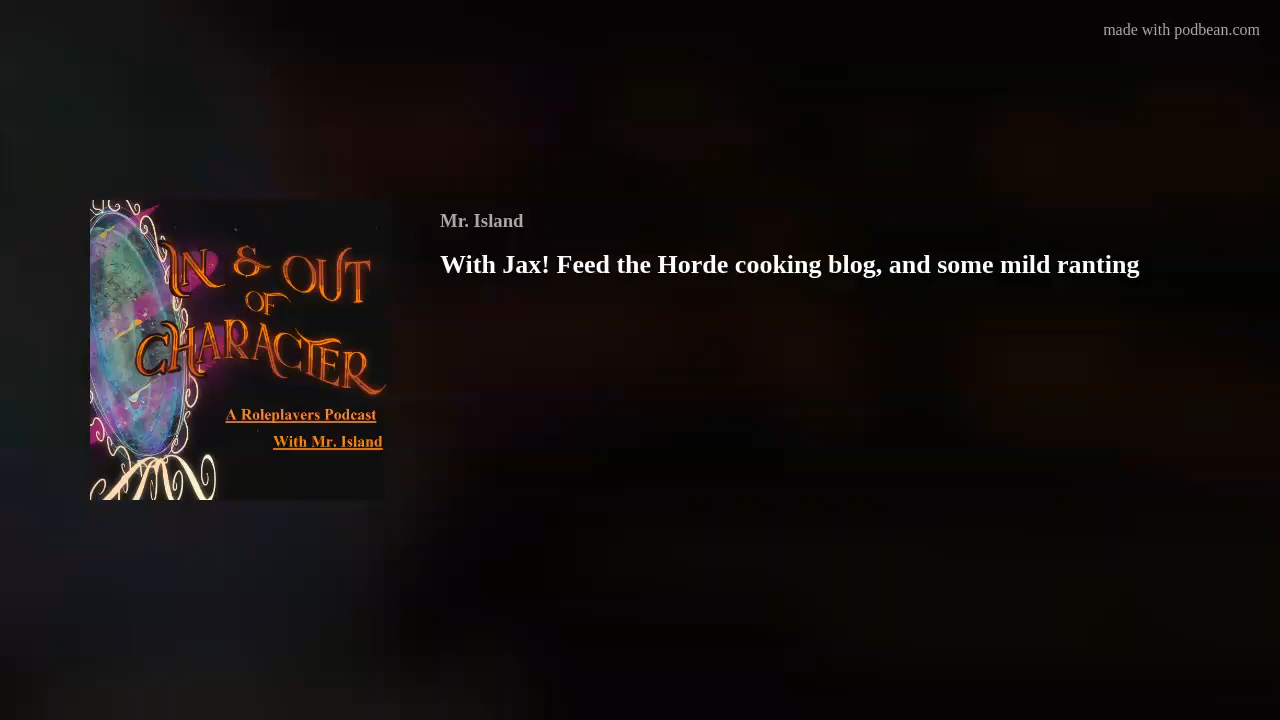 made with podbean.com
Mr. Island
With Jax! Feed the Horde cooking blog, and some mild ranting
IN & OUT
OF
CHARACTER
A Roleplayers Podcast
With Mr. Island